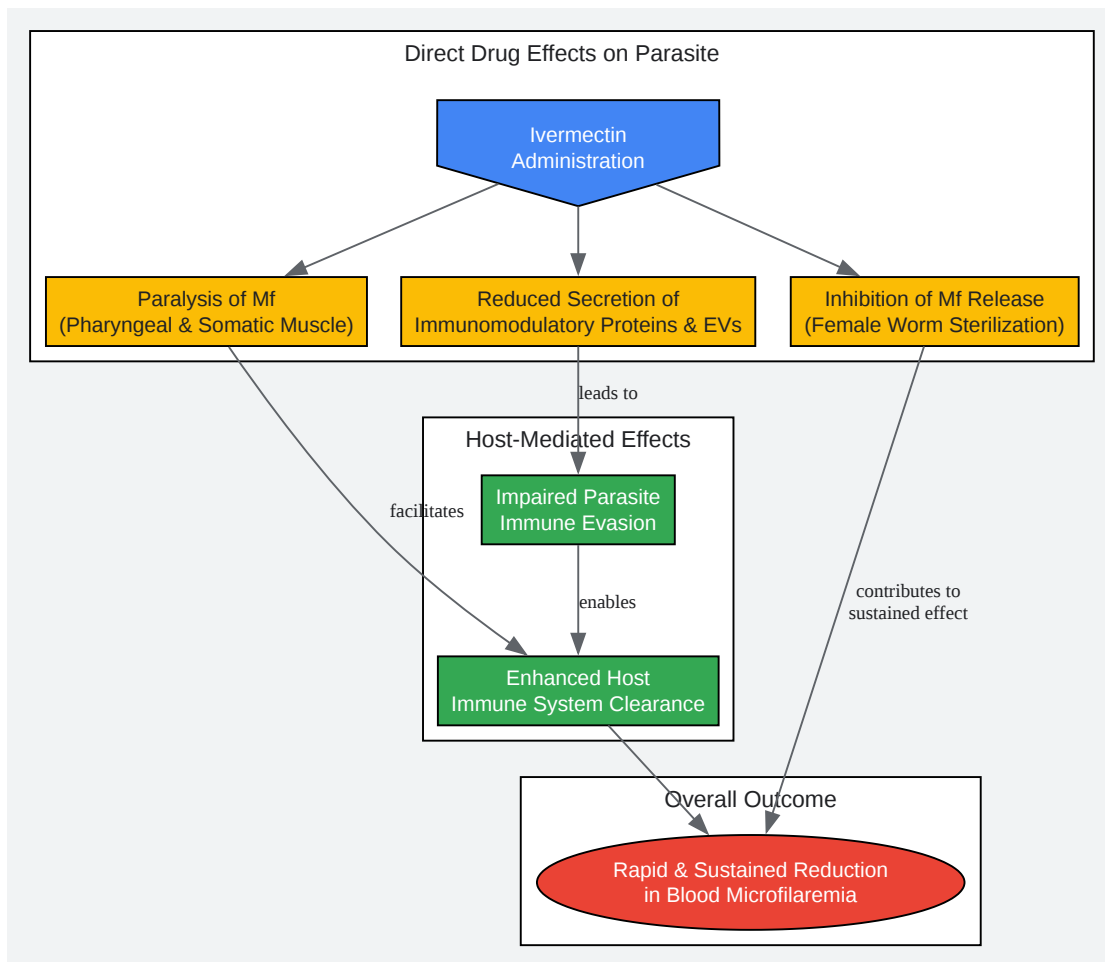 Direct Drug Effects on Parasite
Ivermectin
Administration
Paralysis of Mf
(Pharyngeal & Somatic Muscle)
Reduced Secretion of
Immunomodulatory Proteins & EVs
Inhibition of Mf Release
(Female Worm Sterilization)
leads to
Host-Mediated Effects
Impaired Parasite
Immune Evasion
facilitates
enables
contributes to
sustained effect
Enhanced Host
Immune System Clearance
Overall Outcome
Rapid & Sustained Reduction
in Blood Microfilaremia